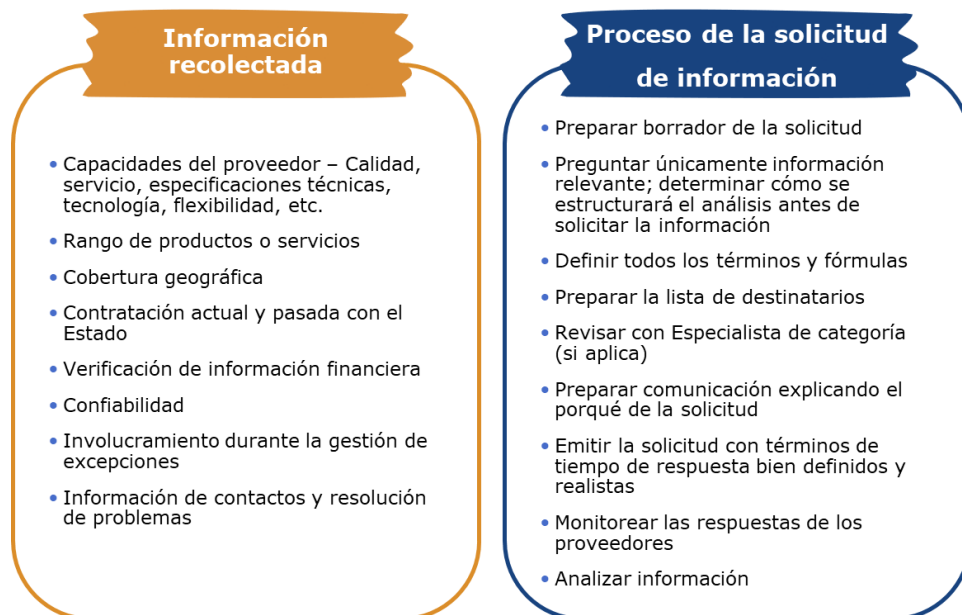 Información
recolectada
• Capacidades del proveedor – Calidad,
servicio, especificaciones técnicas,
tecnología, flexibilidad, etc.
• Rango de productos o servicios
• Cobertura geográfica
• Contratación actual y pasada con el
Estado
• Verificación de información financiera
• Confiabilidad
• Involucramiento durante la gestión de
excepciones
• Información de contactos y resolución
de problemas
Proceso de la solicitud
de información
• Preparar borrador de la solicitud
• Preguntar únicamente información
relevante; determinar cómo se
estructurará el análisis antes de
solicitar la información
• Definir todos los términos y fórmulas
• Preparar la lista de destinatarios
• Revisar con Especialista de categoría
(si aplica)
• Preparar comunicación explicando el
porqué de la solicitud
• Emitir la solicitud con términos de
tiempo de respuesta bien definidos y
realistas
• Monitorear las respuestas de los
proveedores
• Analizar información